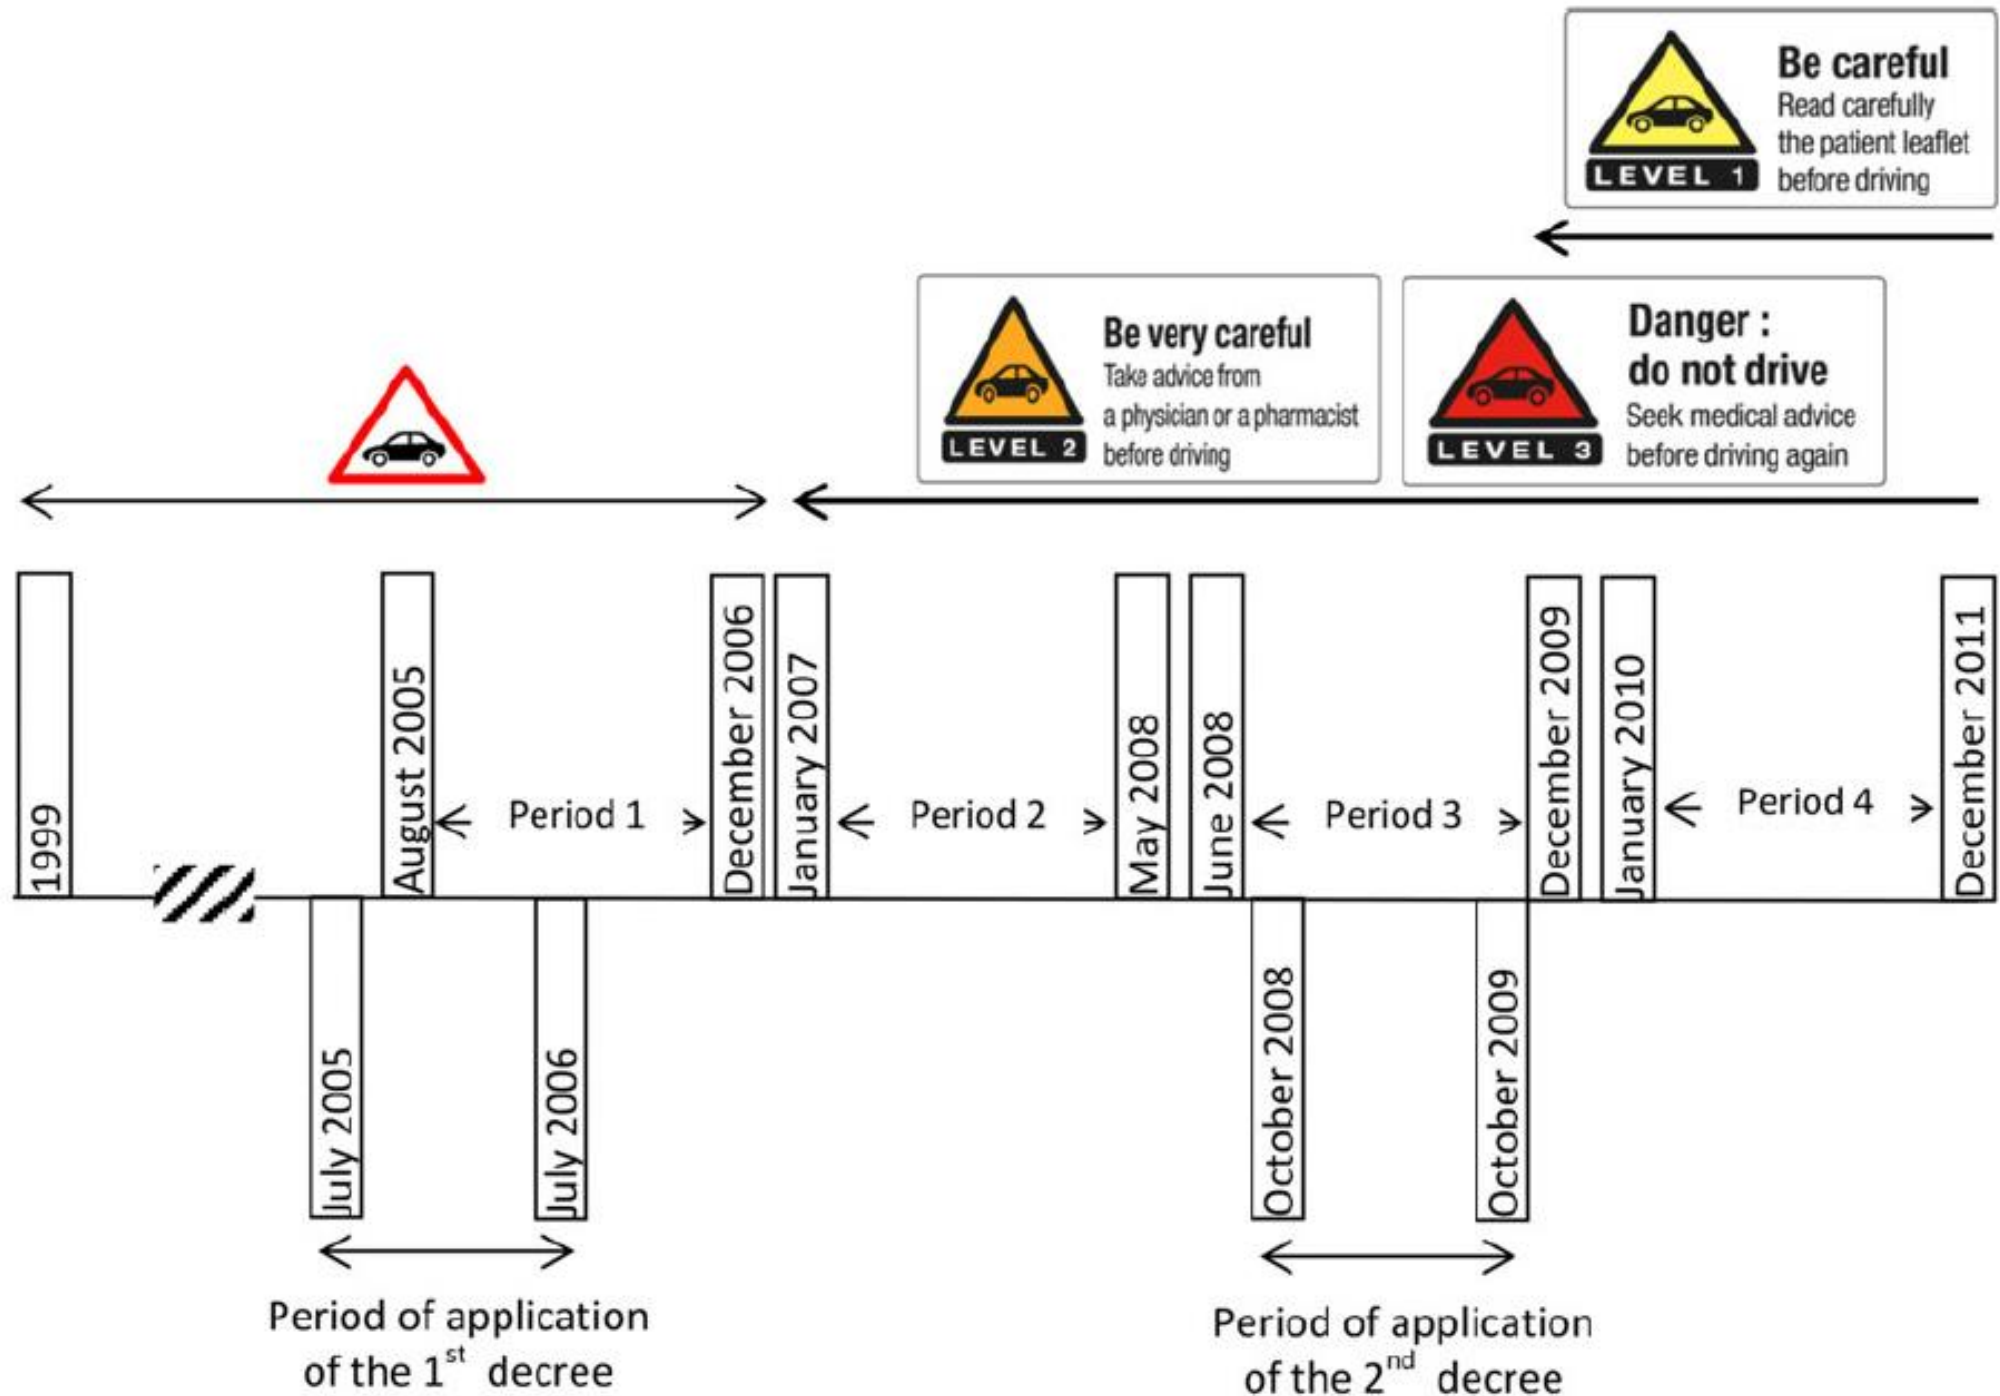 Be careful
Read carefully
the patient leaflet
before driving
LEVEL 1
Be very careful
Take advice from
a physician or a pharmacist
before driving
LEVEL 2
Danger :
do not drive
Seek medical advice
before driving again
LEVEL 3
1999
August 2005
Period 1
December 2006
January 2007
Period 2
May 2008
June 2008
Period 3
December 2009
January 2010
Period 4
December 2011
July 2005
July 2006
October 2008
October 2009
Period of application
of the 1st decree
Period of application
of the 2nd decree